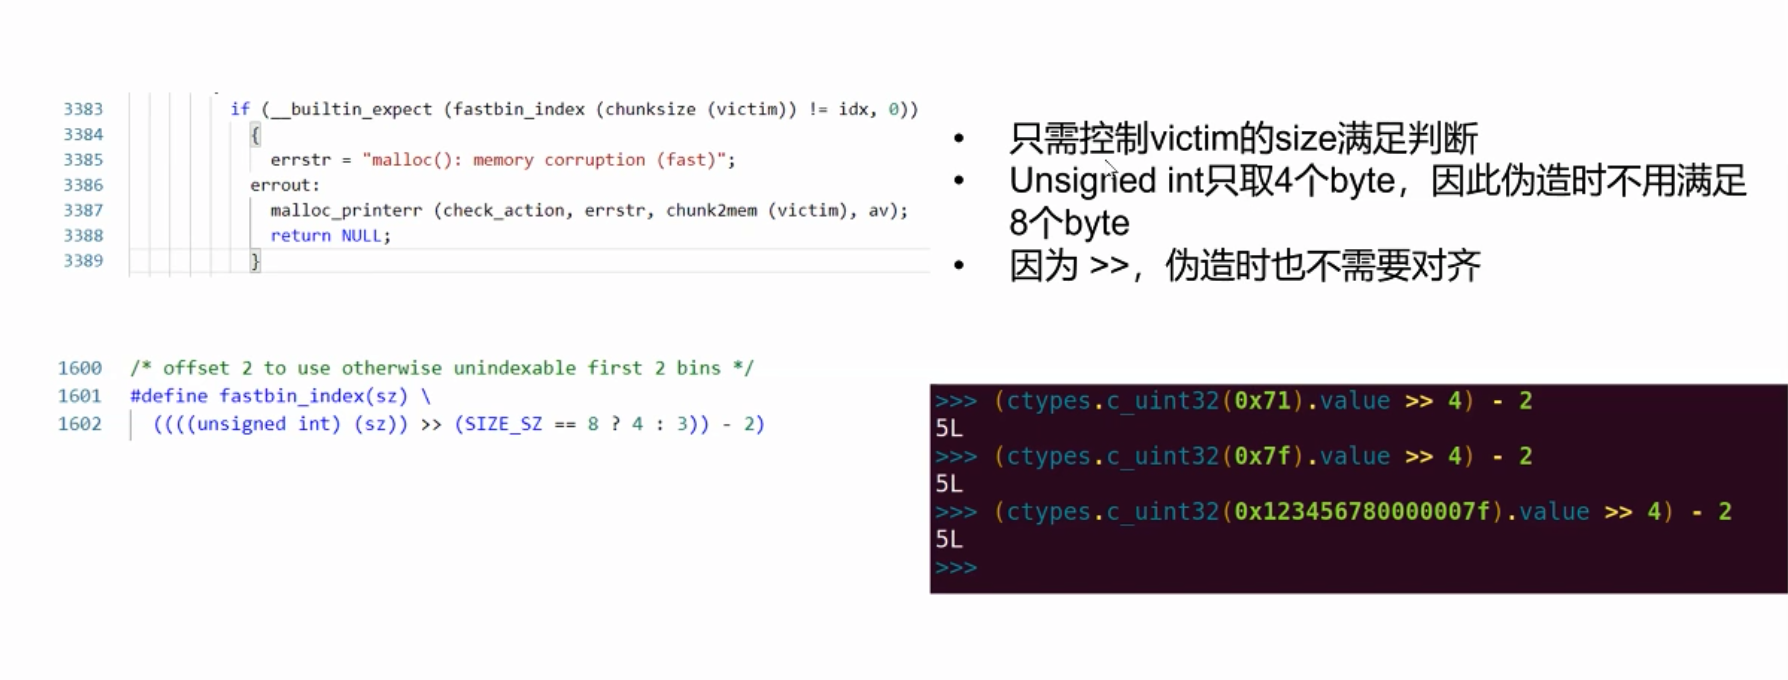 3383 if (__builtin_expect (fastbin_index (chunksize (victim)) != idx, 0))
3384 {
3385 errstr = "malloc(): memory corruption (fast)";
3386 errout:
3387 malloc_printerr (check_action, errstr, chunk2mem (victim), av);
3388 return NULL;
3389 }
• 只需控制victim的size满足判断
• Unsigned int只取4个byte，因此伪造时不用满足
8个byte
• 因为 >>，伪造时也不需要对齐
1600 /* offset 2 to use otherwise unindexable first 2 bins */
1601 #define fastbin_index(sz) \
1602 ((((unsigned int) (sz)) >> (SIZE_SZ == 8 ? 4 : 3)) - 2)
>>> (ctypes.c_uint32(0x71).value >> 4) - 2
5L
>>> (ctypes.c_uint32(0x7f).value >> 4) - 2
5L
>>> (ctypes.c_uint32(0x123456780000007f).value >> 4) - 2
5L
>>>